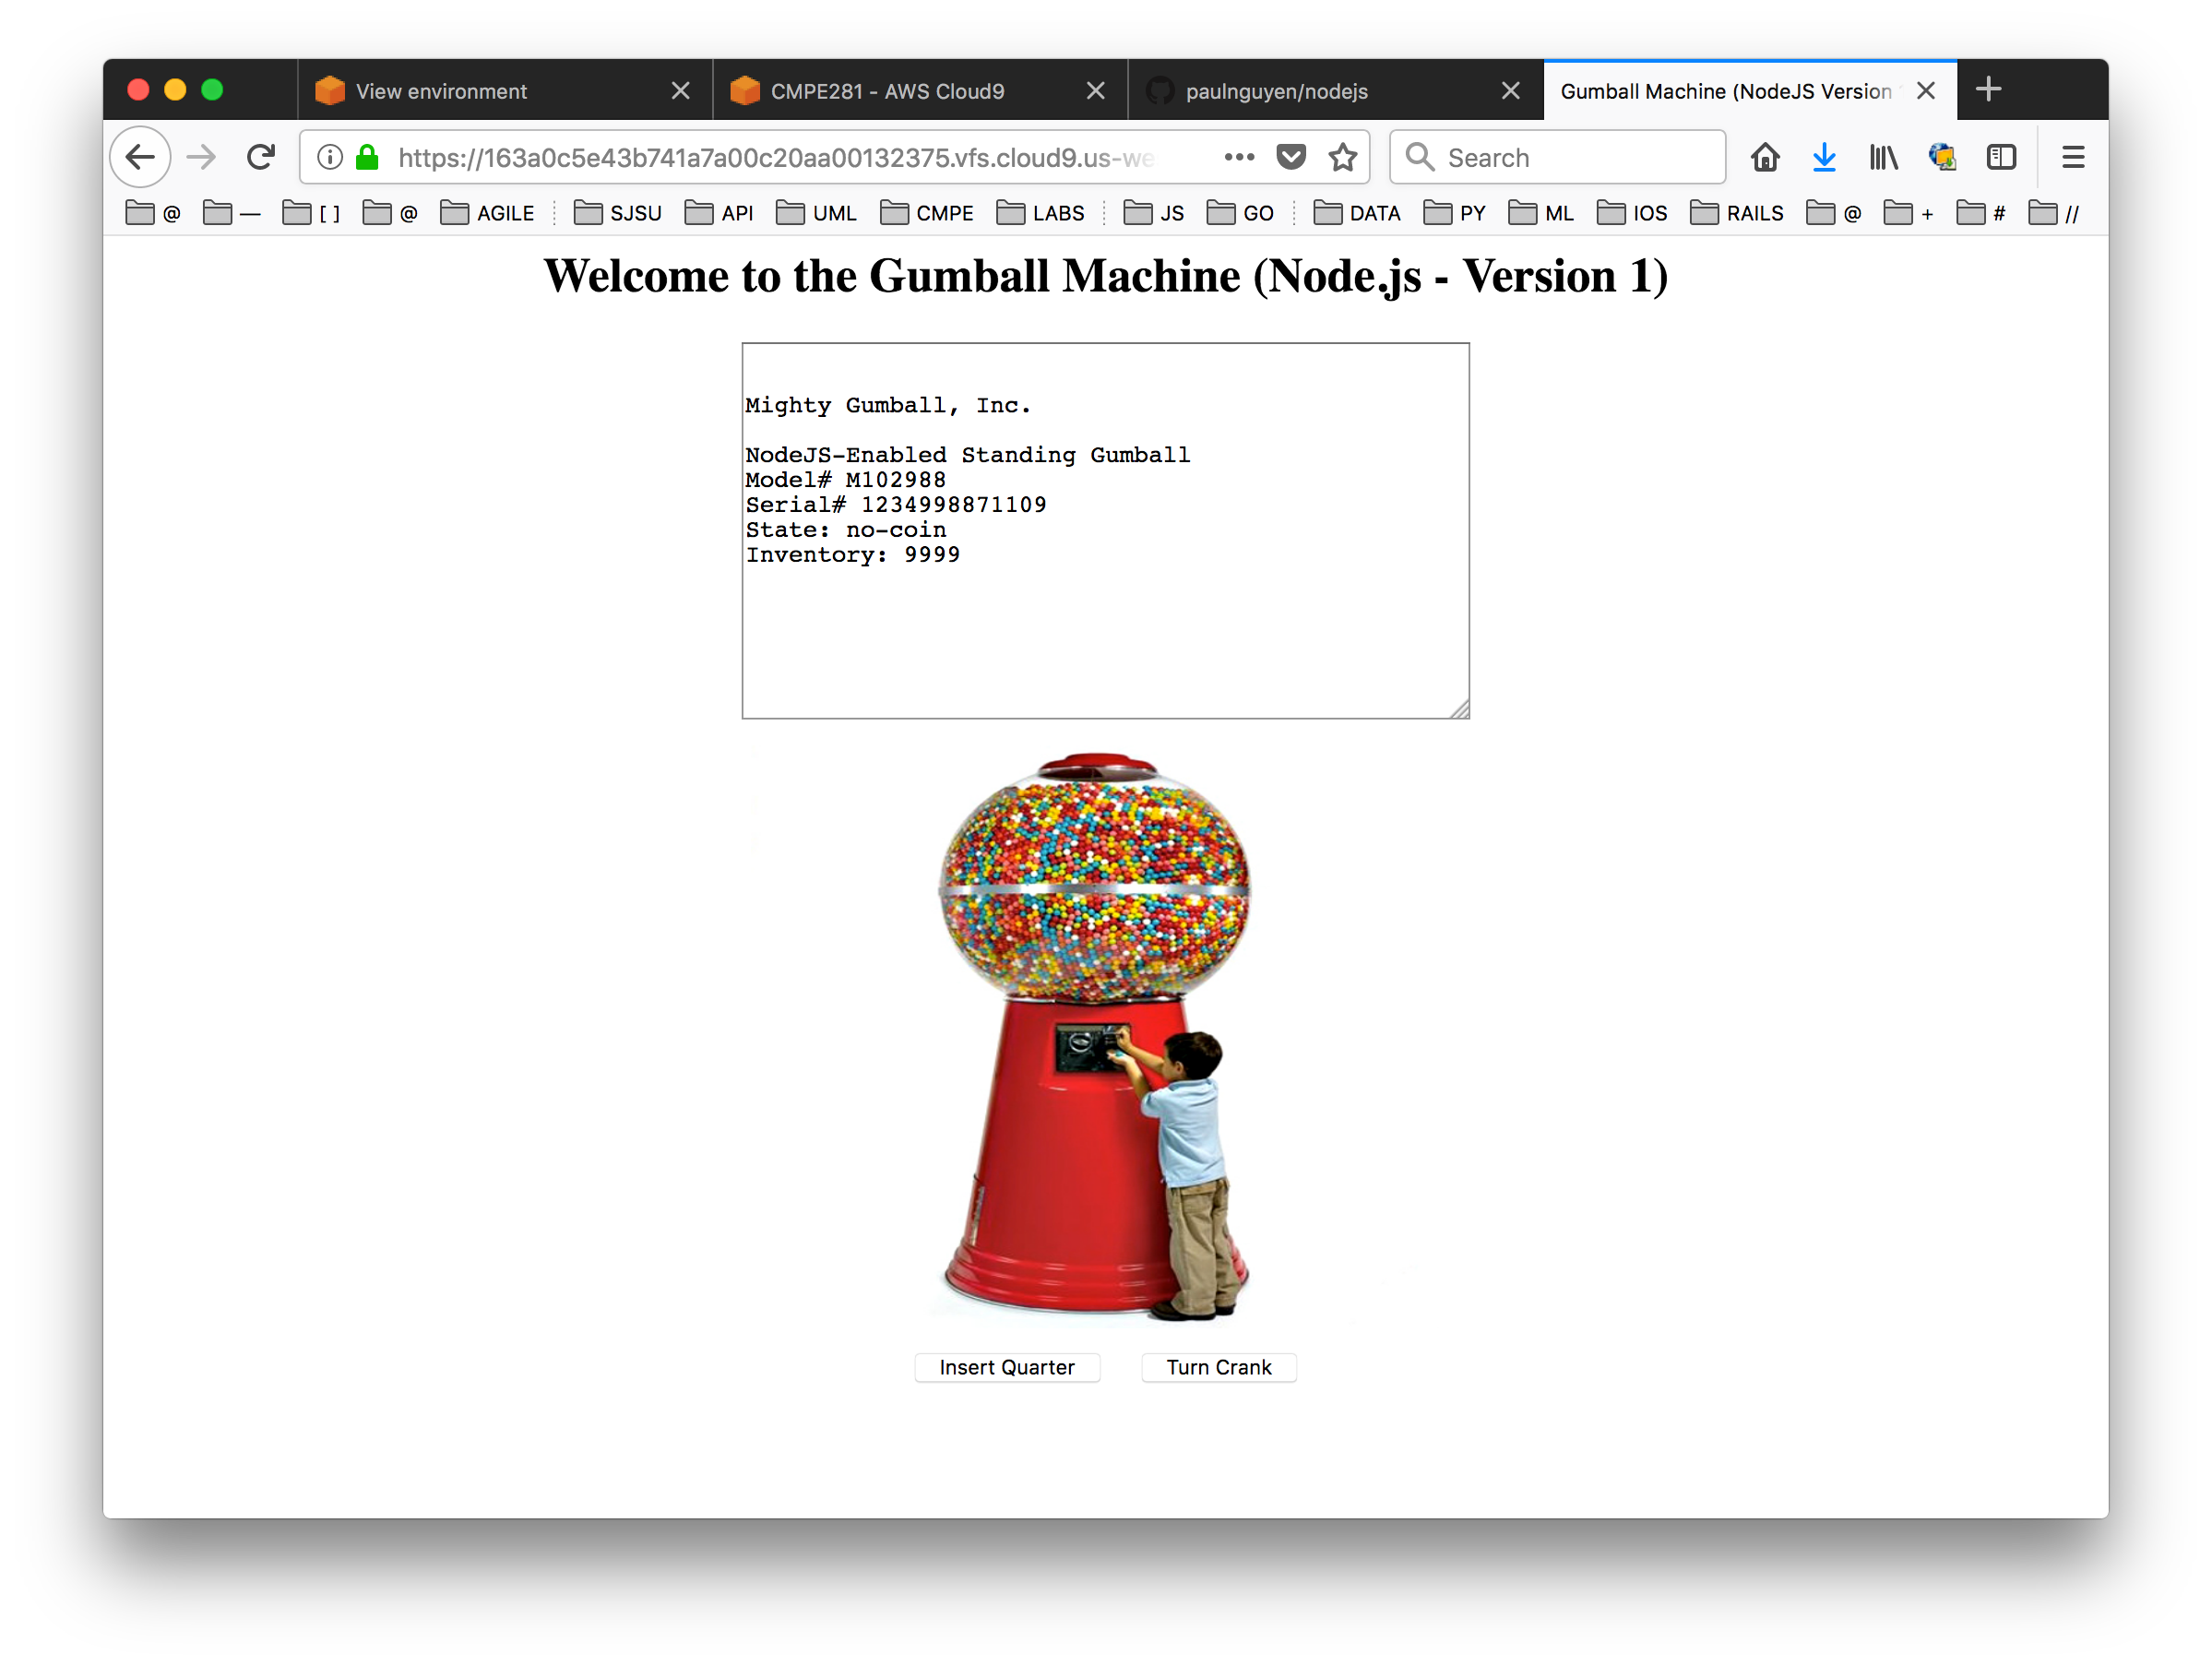 View environment
CMPE281 - AWS Cloud9
paulnguyen/nodejs
Gumball Machine (NodeJS Version
https://163a0c5e43b741a7a00c20aa00132375.vfs.cloud9.us-we
Search
@ — [ ] @ AGILE SJSU API UML CMPE LABS JS GO DATA PY ML IOS RAILS @ + # //
Welcome to the Gumball Machine (Node.js - Version 1)
Mighty Gumball, Inc.
NodeJS-Enabled Standing Gumball
Model# M102988
Serial# 1234998871109
State: no-coin
Inventory: 9999
Insert Quarter
Turn Crank